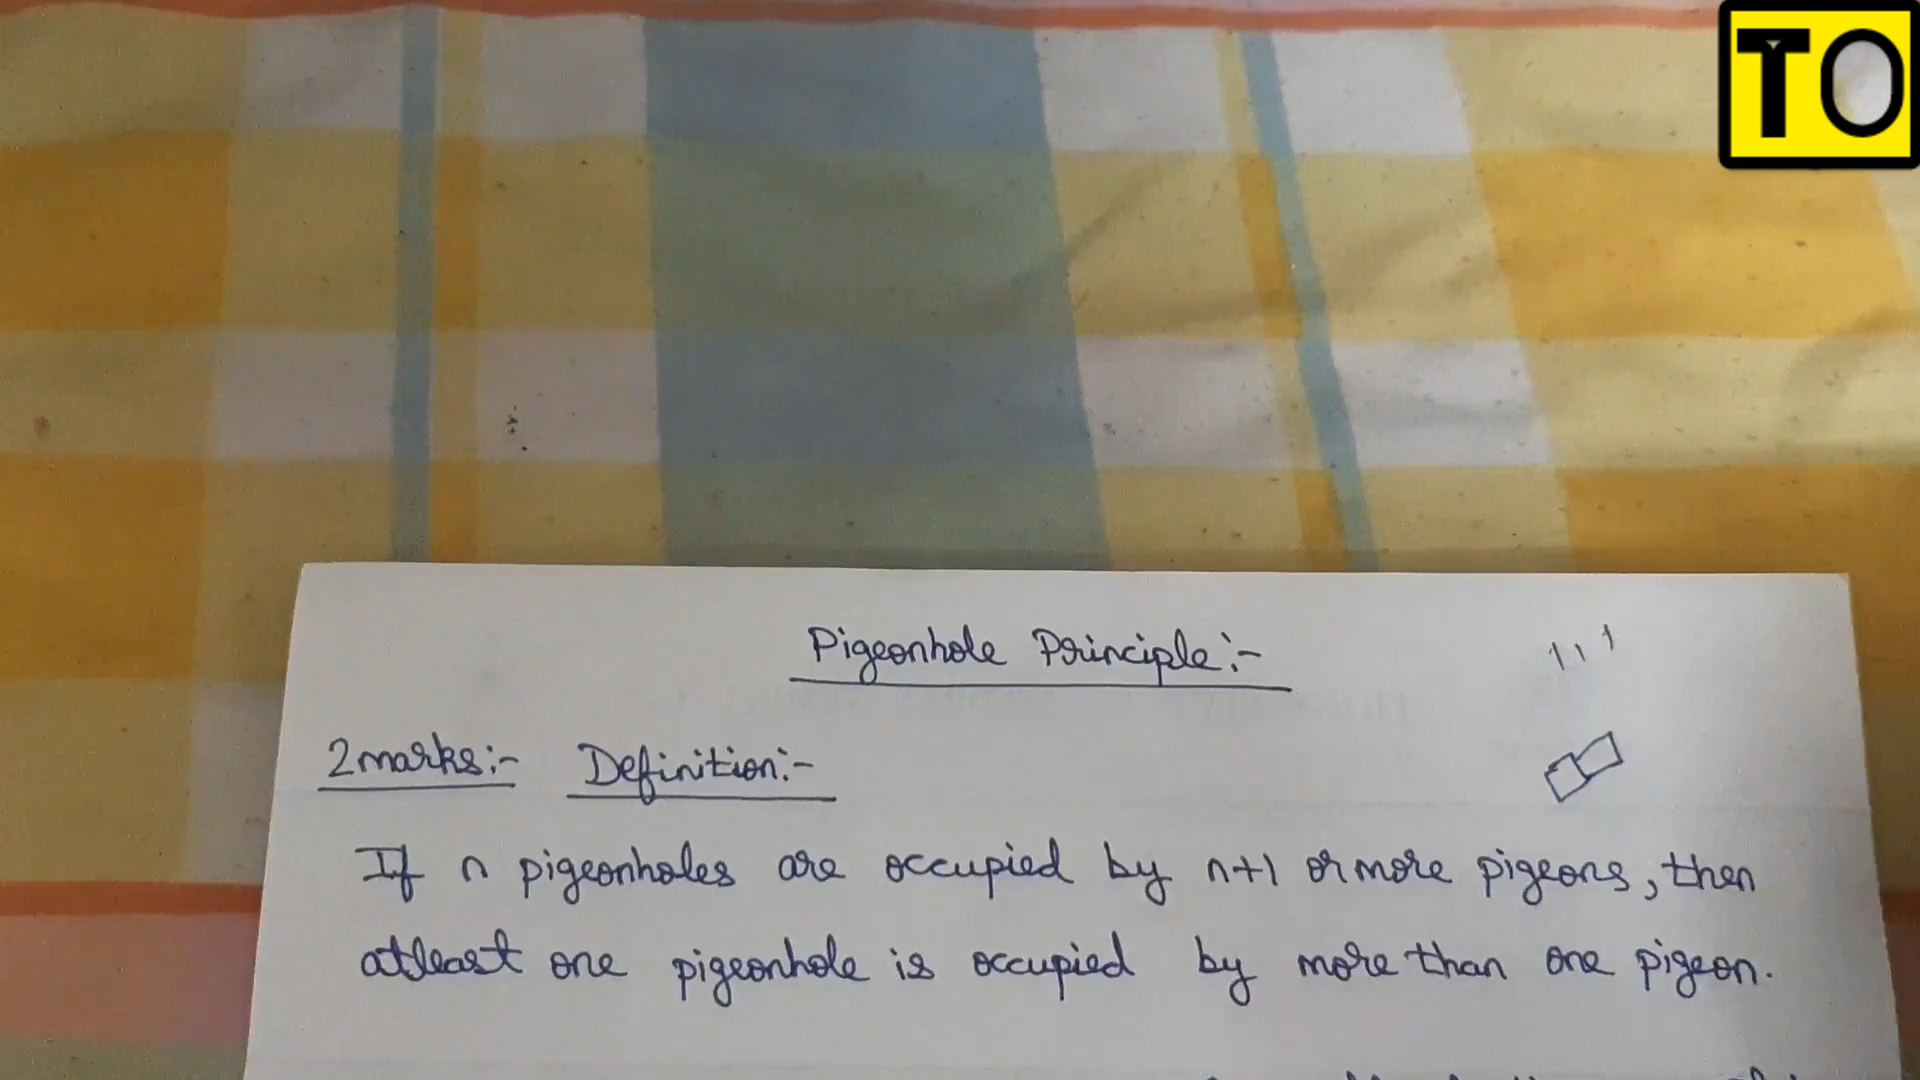 TO
Pigeonhole Principle:-
2marks:- Definition:-
If n pigeonholes are occupied by n+1 or more pigeons, then
atleast one pigeonhole is occupied by more than one pigeon.